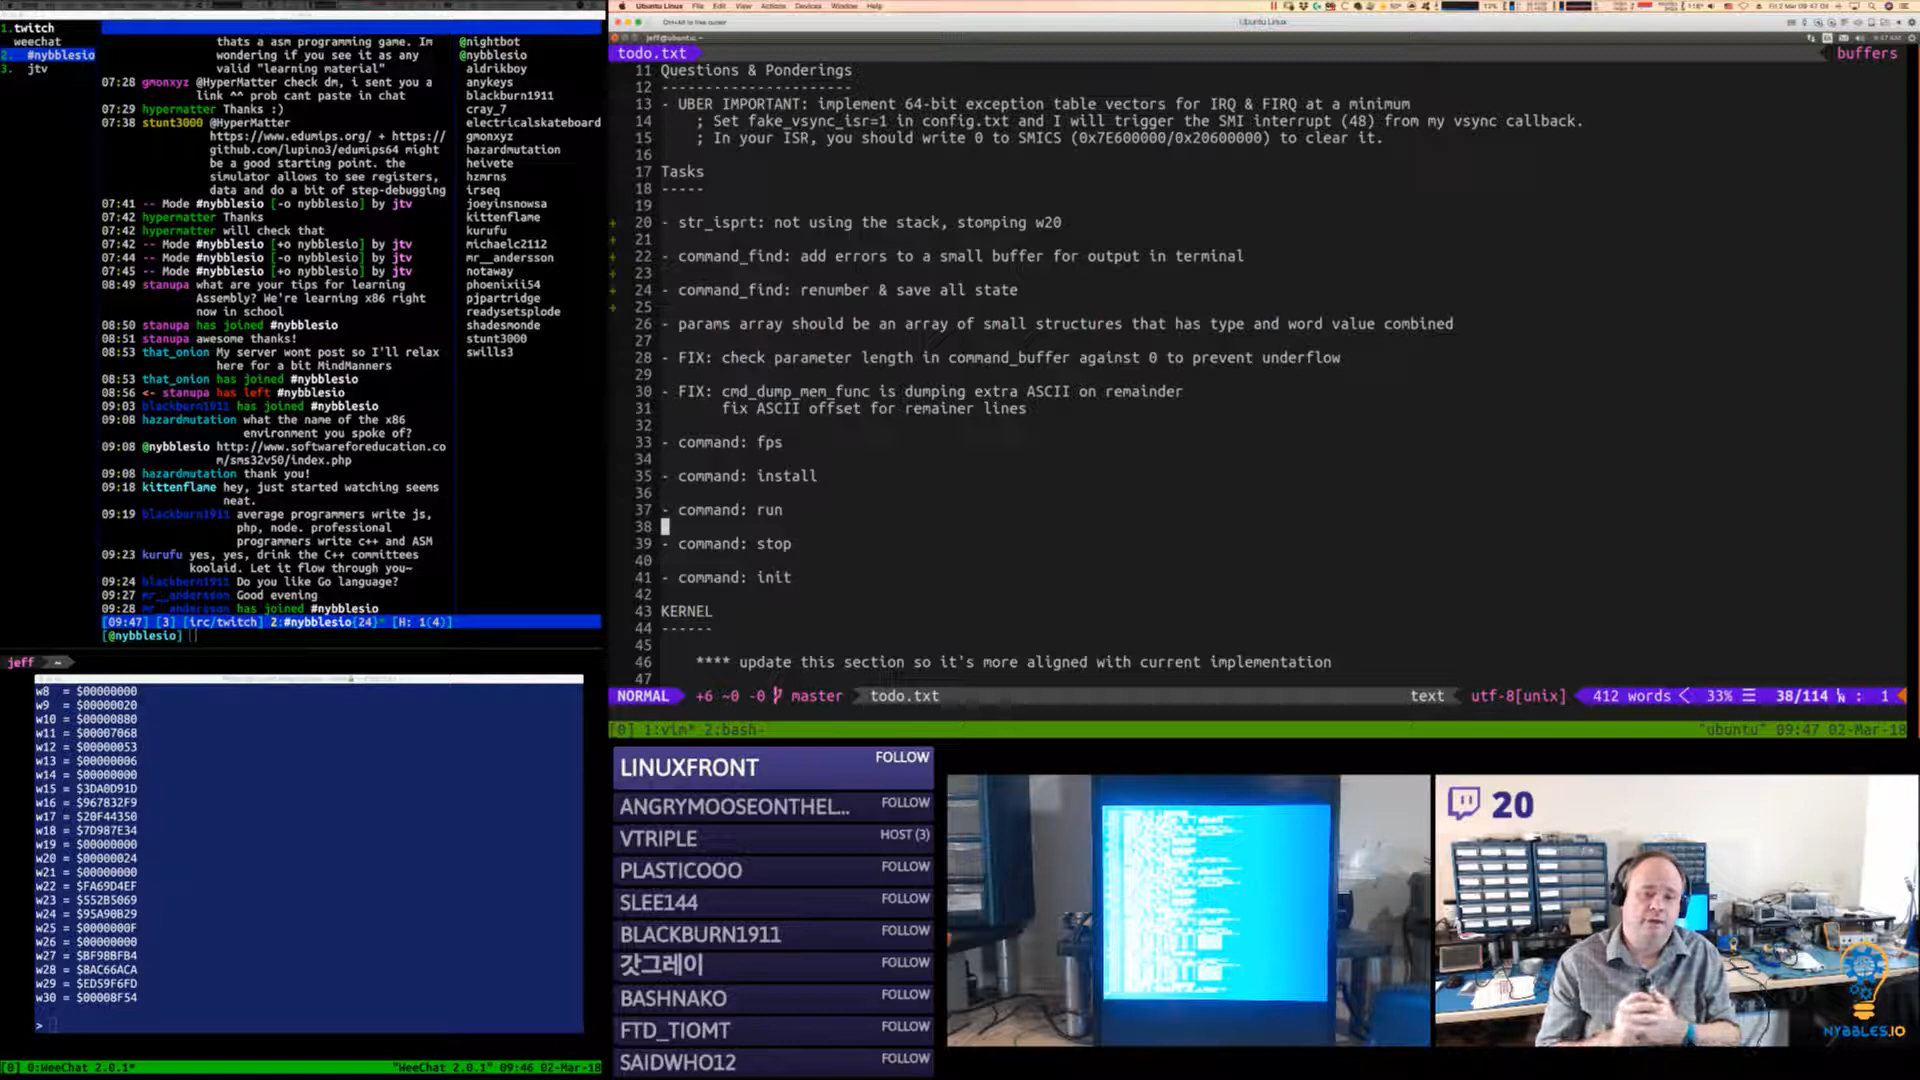 1.twitch
weechat
2. #nybblesio
3. jtv
thats a asm programming game. Im
wondering if you see it as any
valid "learning material"
07:28 gmonxyz @HyperMatter check dm, i sent you a
link ^^ prob cant paste in chat
07:29 hypermatter Thanks :)
07:38 stunt3000 @HyperMatter
https://www.edumips.org/ + https://
github.com/lupino3/edumips64 might
be a good starting point. the
simulator allows to see registers,
data and do a bit of step-debugging
07:41 -- Mode #nybblesio [-o nybblesio] by jtv
07:42 hypermatter Thanks
07:42 hypermatter will check that
07:42 -- Mode #nybblesio [+o nybblesio] by jtv
07:44 -- Mode #nybblesio [-o nybblesio] by jtv
07:45 -- Mode #nybblesio [+o nybblesio] by jtv
08:49 stanupa what are your tips for learning
Assembly? We're learning x86 right
now in school
08:50 stanupa has joined #nybblesio
08:51 stanupa awesome thanks!
08:53 that_onion My server wont post so I'll relax
here for a bit MindManners
08:53 that_onion has joined #nybblesio
08:56 <- stanupa has left #nybblesio
09:03 blackburn1911 has joined #nybblesio
09:08 hazardmutation what the name of the x86
environment you spoke of?
09:08 @nybblesio http://www.softwareforeducation.co
m/sms32v50/index.php
09:08 hazardmutation thank you!
09:18 kittenflame hey, just started watching seems
neat.
09:19 blackburn1911 average programmers write js,
php, node. professional
programmers write c++ and ASM
09:23 kurufu yes, yes, drink the C++ committees
koolaid. Let it flow through you~
09:24 blackburn1911 Do you like Go language?
09:27 mr__andersson Good evening
09:28 mr__andersson has joined #nybblesio
[09:47] [3] [irc/twitch] 2:#nybblesio{24}* [H: 1(4)]
[@nybblesio]
@nightbot
@nybblesio
aldrikboy
anykeys
blackburn1911
cray_7
electricalskateboard
gmonxyz
hazardmutation
heivete
hzmrns
irseq
joeyinsnowsa
kittenflame
kurufu
michaelc2112
mr__andersson
notaway
phoenixii54
pjpartridge
readysetsplode
shadesmonde
stunt3000
swills3
jeff ~
w8 = $00000000
w9 = $00000020
w10 = $00000880
w11 = $00007068
w12 = $00000053
w13 = $00000006
w14 = $00000000
w15 = $3DA0D91D
w16 = $967832F9
w17 = $20F44350
w18 = $7D987E34
w19 = $00000000
w20 = $00000024
w21 = $00000000
w22 = $FA69D4EF
w23 = $552B5069
w24 = $95A90B29
w25 = $0000000F
w26 = $00000000
w27 = $BF98BFB4
w28 = $8AC66ACA
w29 = $ED59F6FD
w30 = $00008F54
>
[0] 0:WeeChat 2.0.1* "WeeChat 2.0.1" 09:46 02-Mar-18
Ubuntu Linux File Edit View Actions Devices Window Help
Ubuntu Linux
todo.txt buffers
11 Questions & Ponderings
12 ----------------------
13 - UBER IMPORTANT: implement 64-bit exception table vectors for IRQ & FIRQ at a minimum
14 ; Set fake_vsync_isr=1 in config.txt and I will trigger the SMI interrupt (48) from my vsync callback.
15 ; In your ISR, you should write 0 to SMICS (0x7E600000/0x20600000) to clear it.
16
17 Tasks
18 -----
19
20 - str_isprt: not using the stack, stomping w20
21
22 - command_find: add errors to a small buffer for output in terminal
23
24 - command_find: renumber & save all state
25
26 - params array should be an array of small structures that has type and word value combined
27
28 - FIX: check parameter length in command_buffer against 0 to prevent underflow
29
30 - FIX: cmd_dump_mem_func is dumping extra ASCII on remainder
31 fix ASCII offset for remainer lines
32
33 - command: fps
34
35 - command: install
36
37 - command: run
38
39 - command: stop
40
41 - command: init
42
43 KERNEL
44 ------
45
46 **** update this section so it's more aligned with current implementation
47
NORMAL +6 ~0 -0 master todo.txt text utf-8[unix] 412 words 33% 38/114 : 1
[0] 1:vim* 2:bash- "ubuntu" 09:47 02-Mar-18
LINUXFRONT FOLLOW
ANGRYMOOSEONTHEL... FOLLOW
VTRIPLE HOST (3)
PLASTICOOO FOLLOW
SLEE144 FOLLOW
BLACKBURN1911 FOLLOW
갓그레이 FOLLOW
BASHNAKO FOLLOW
FTD_TIOMT FOLLOW
SAIDWHO12 FOLLOW
20
NYBBLES.IO